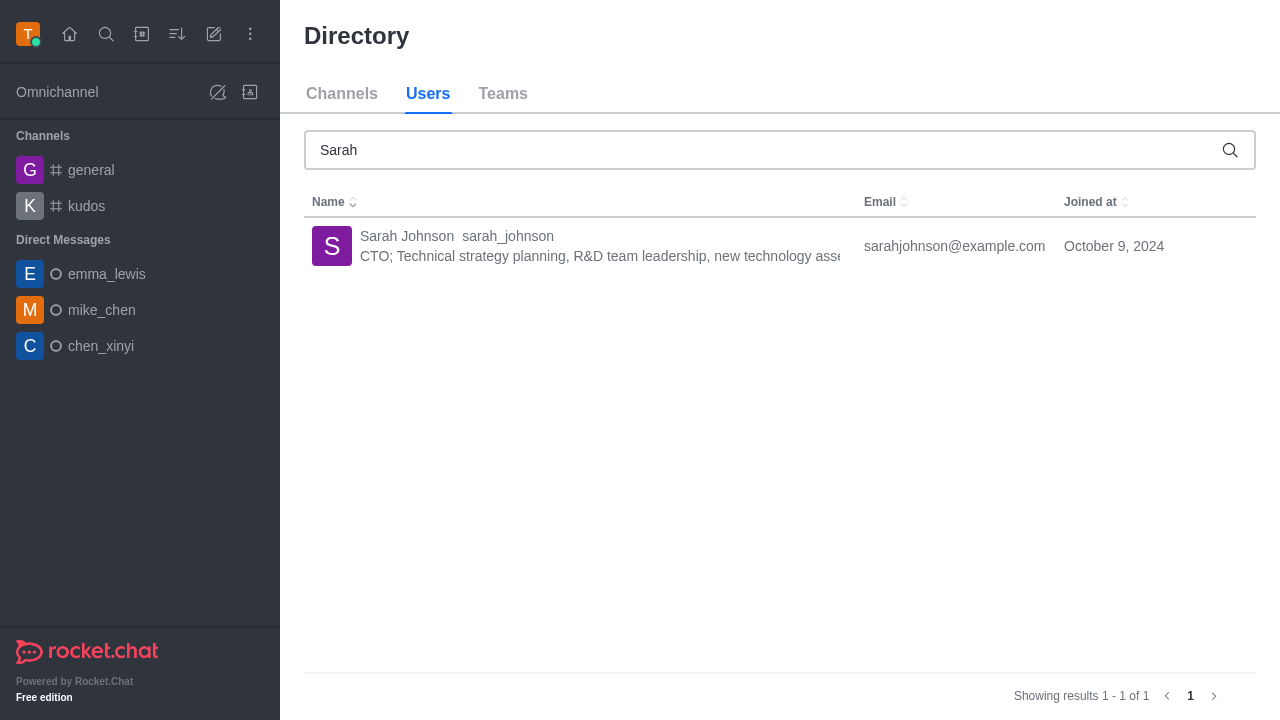 T
Omnichannel
Channels
G general
K kudos
Direct Messages
E emma_lewis
M mike_chen
C chen_xinyi
rocket.chat
Powered by Rocket.Chat
Free edition
Directory
Channels Users Teams
Sarah
Name Email Joined at
S
Sarah Johnson sarah_johnson
CTO; Technical strategy planning, R&D team leadership, new technology asse
sarahjohnson@example.com
October 9, 2024
Showing results 1 - 1 of 1
1